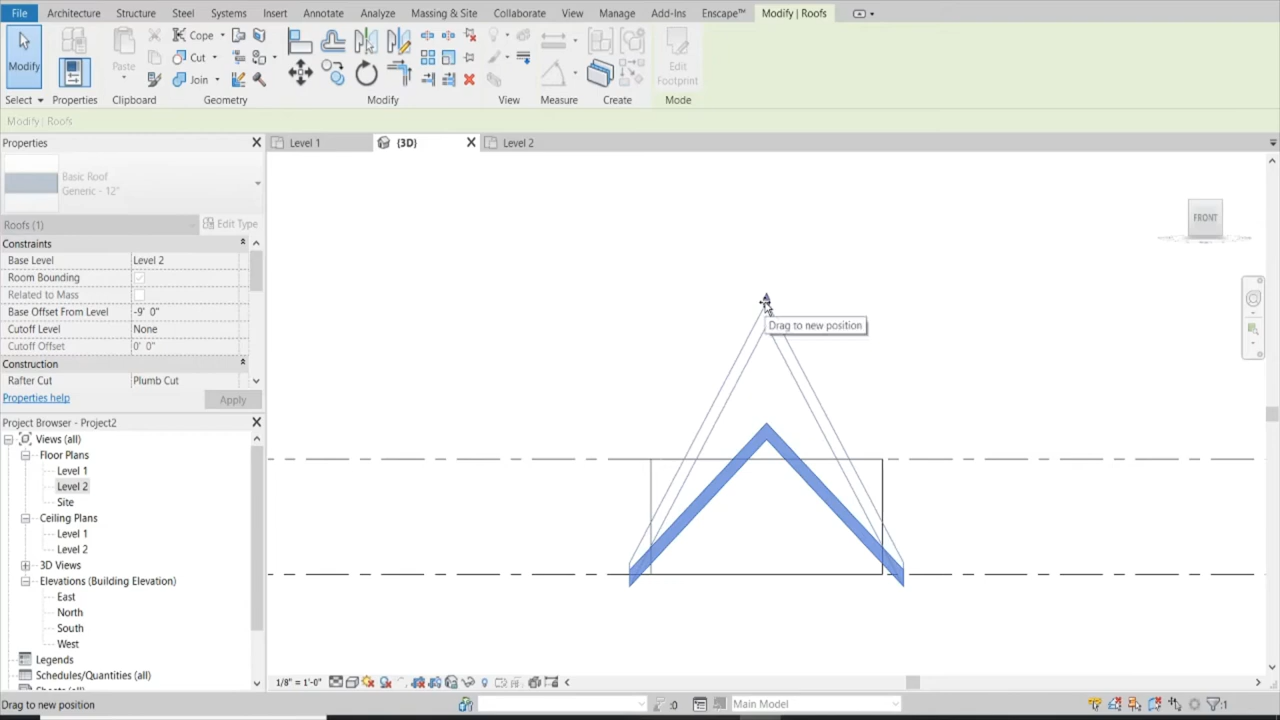 File Architecture Structure Steel Systems Insert Annotate Analyze Massing & Site Collaborate View Manage Add-Ins Enscape™ Modify | Roofs
Modify
Paste
Cope
Cut
Join
Edit
Footprint
Select Properties Clipboard Geometry Modify View Measure Create Mode
Modify | Roofs
Properties
Level 1 {3D} Level 2
Basic Roof
Generic - 12"
Roofs (1) Edit Type
Constraints
Base Level Level 2
Room Bounding
Related to Mass
Base Offset From Level -9' 0"
Cutoff Level None
Cutoff Offset 0' 0"
Construction
Rafter Cut Plumb Cut
Properties help Apply
FRONT
Drag to new position
Project Browser - Project2
Views (all)
Floor Plans
Level 1
Level 2
Site
Ceiling Plans
Level 1
Level 2
3D Views
Elevations (Building Elevation)
East
North
South
West
Legends
Schedules/Quantities (all)
Sheets (all)
1/8" = 1'-0"
Drag to new position :0 Main Model :1